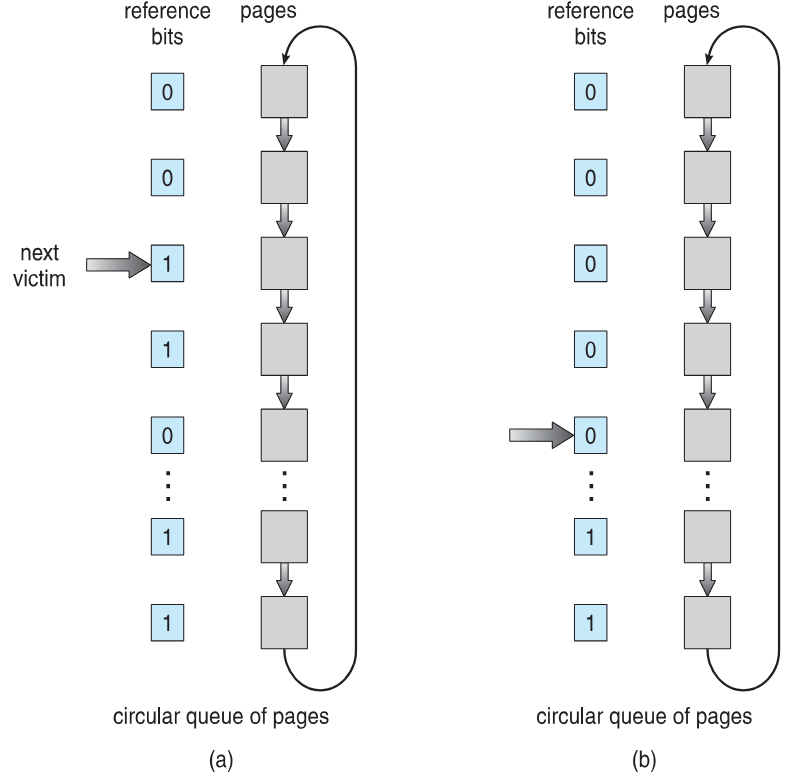 reference bits
pages
0
0
next victim
1
1
0
1
1
circular queue of pages
(a)
reference bits
pages
0
0
0
0
0
1
1
circular queue of pages
(b)